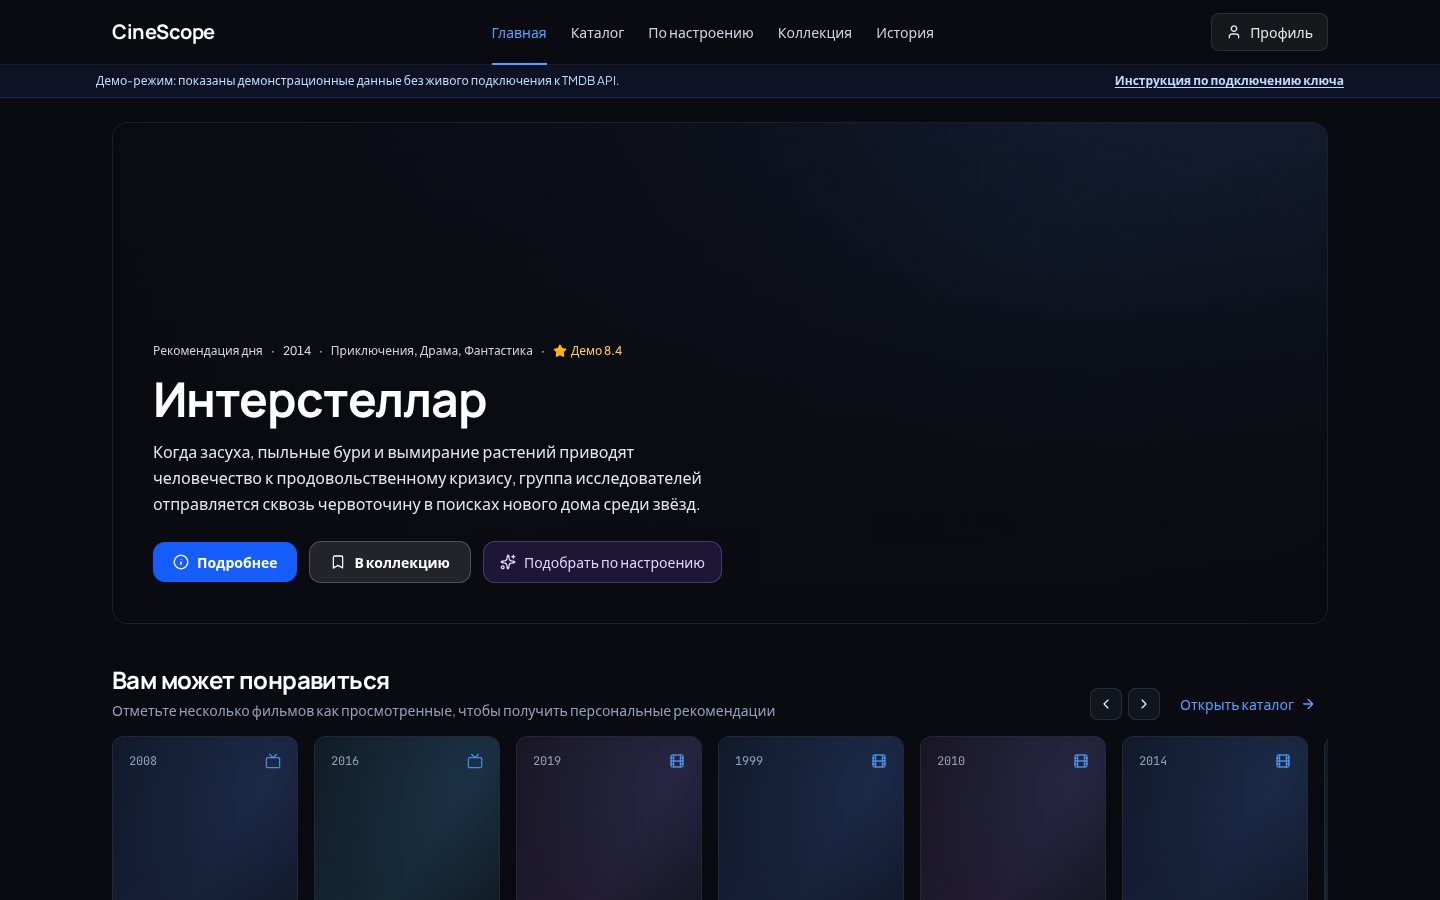 CineScope
Главная
Каталог
По настроению
Коллекция
История
Профиль
Демо-режим: показаны демонстрационные данные без живого подключения к TMDB API.
Инструкция по подключению ключа
Рекомендация дня · 2014 · Приключения, Драма, Фантастика · Демо 8.4
Интерстеллар
Когда засуха, пыльные бури и вымирание растений приводят
человечество к продовольственному кризису, группа исследователей
отправляется сквозь червоточину в поисках нового дома среди звёзд.
Подробнее
В коллекцию
Подобрать по настроению
Вам может понравиться
Отметьте несколько фильмов как просмотренные, чтобы получить персональные рекомендации
Открыть каталог
2008
2016
2019
1999
2010
2014